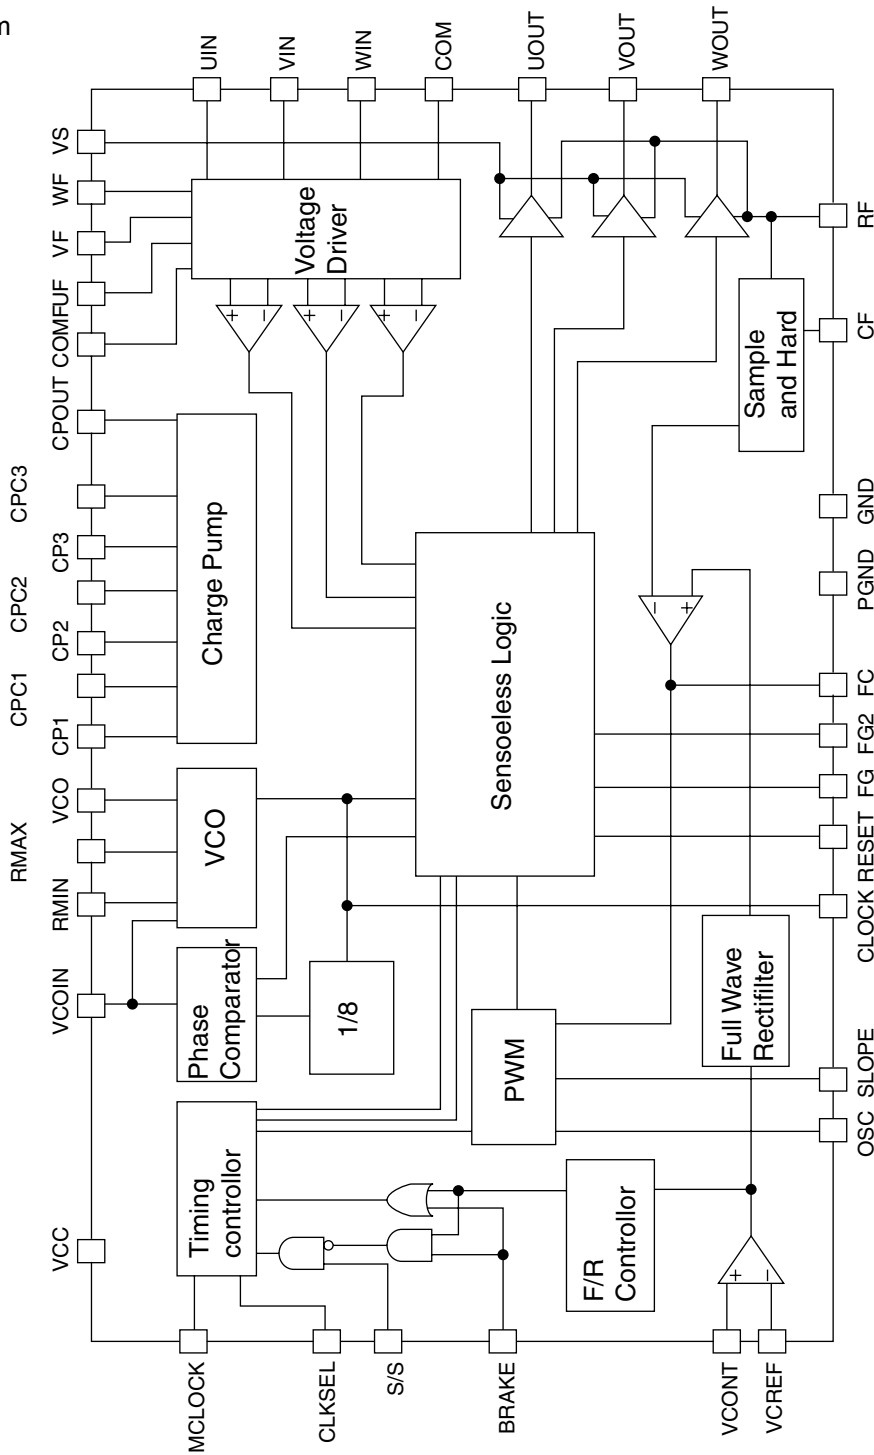 m
UIN
VIN
WIN
COM
UOUT
VOUT
WOUT
VS
WF
VF
COMFUF
CPOUT
CPC3
CP3
CPC2
CP2
CPC1
CP1
VCO
RMAX
RMIN
VCOIN
VCC
Voltage
Driver
+
−
+
−
+
−
Charge Pump
VCO
Phase
Comparator
1/8
Timing
controllor
Sensoeless Logic
PWM
Sample
and Hard
−
+
Full Wave
Rectifilter
F/R
Controllor
+
−
RF
CF
GND
PGND
FC
FG2
FG
RESET
CLOCK
SLOPE
OSC
MCLOCK
CLKSEL
S/S
BRAKE
VCONT
VCREF